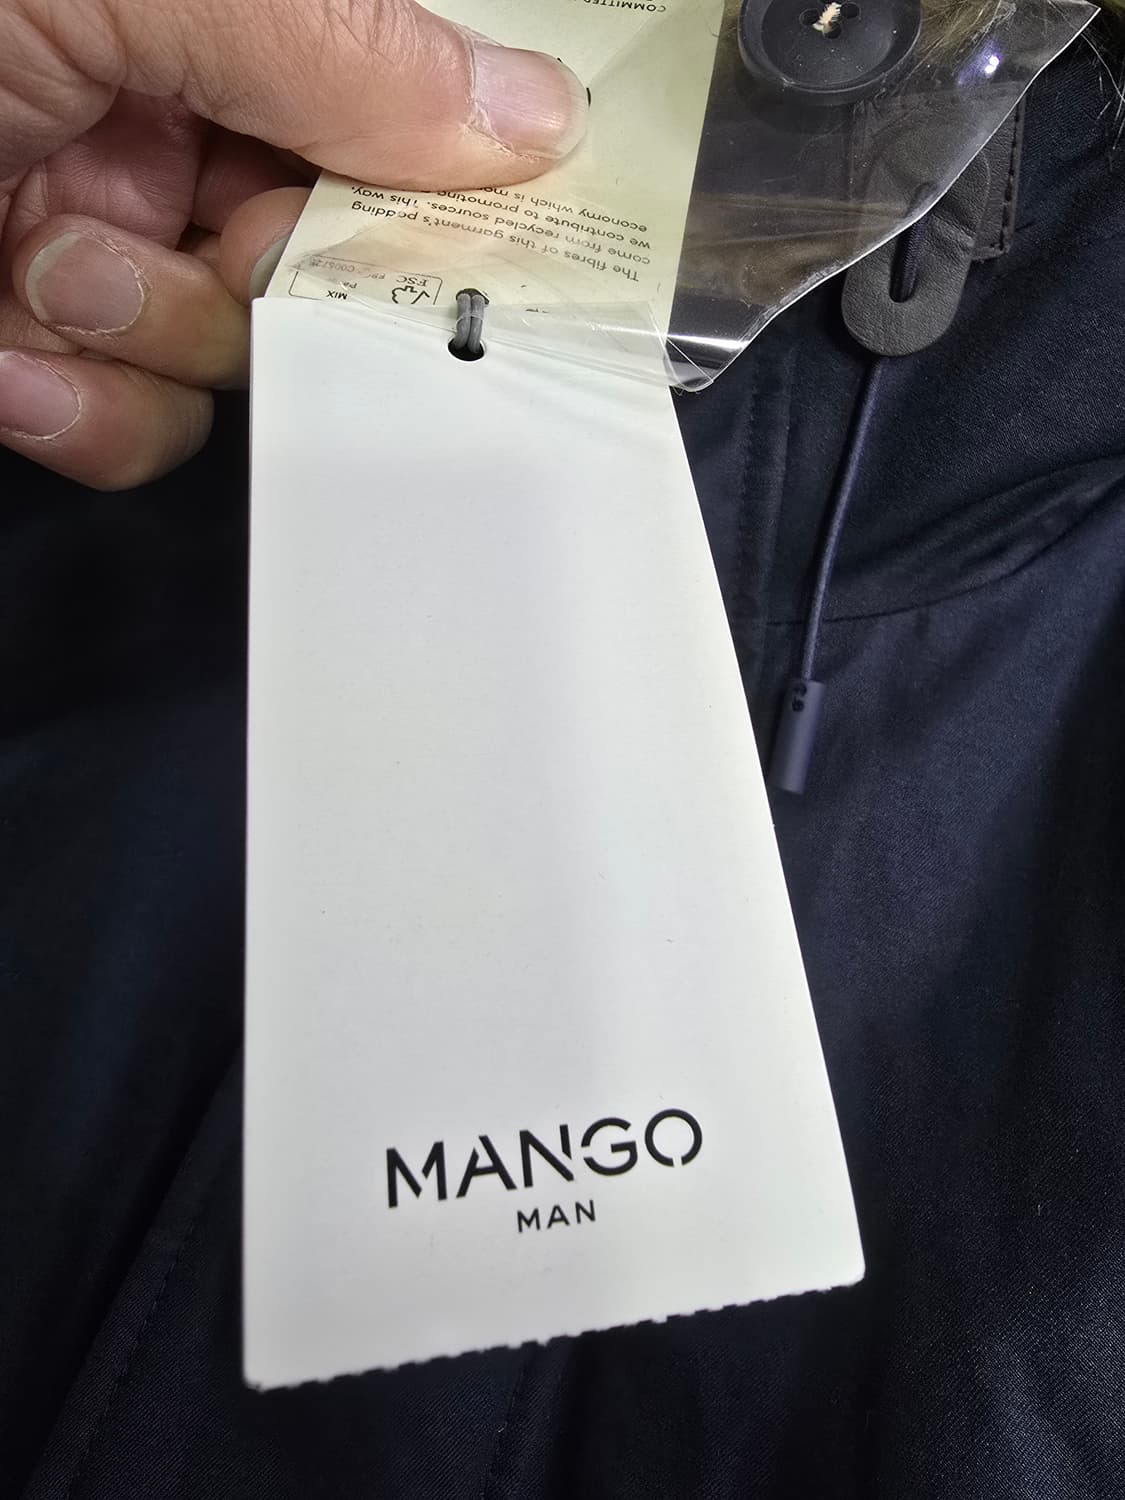 COMMITTED
The fibres of this garment's padding
come from recycled sources. This way,
we contribute to promoting
economy which is
MIX
FSC
MANGO
MAN